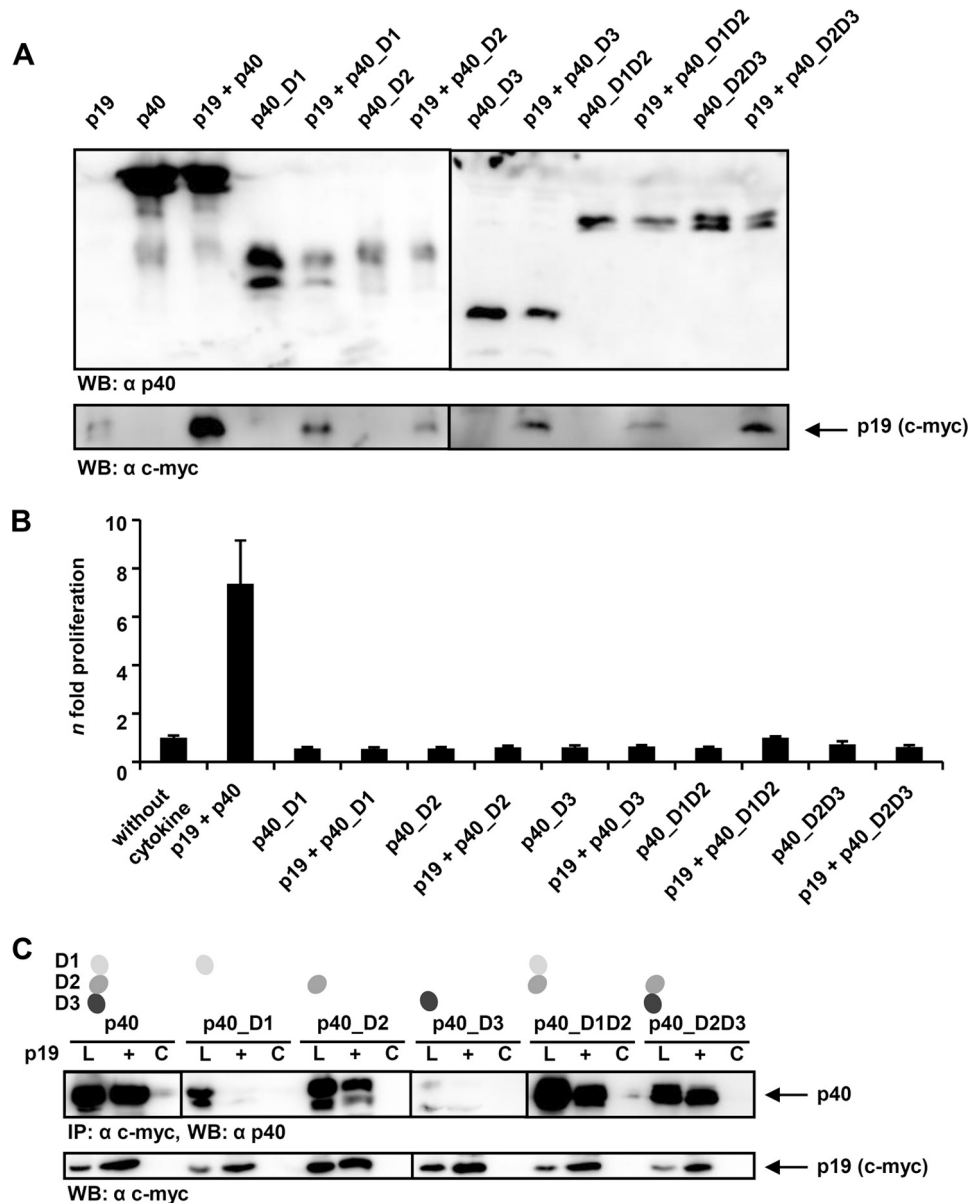 A
p19
p40
p19 + p40
p40_D1
p19 + p40_D1
p40_D2
p19 + p40_D2
p40_D3
p19 + p40_D3
p40_D1D2
p19 + p40_D1D2
p40_D2D3
p19 + p40_D2D3
WB: α p40
p19 (c-myc)
WB: α c-myc
B
n fold proliferation
10
8
6
4
2
0
without
cytokine
p19 + p40
p40_D1
p19 + p40_D1
p40_D2
p19 + p40_D2
p40_D3
p19 + p40_D3
p40_D1D2
p19 + p40_D1D2
p40_D2D3
p19 + p40_D2D3
C
D1
D2
D3
p40 p40_D1 p40_D2 p40_D3 p40_D1D2 p40_D2D3
p19 L + C L + C L + C L + C L + C L + C
p40
IP: α c-myc, WB: α p40
p19 (c-myc)
WB: α c-myc